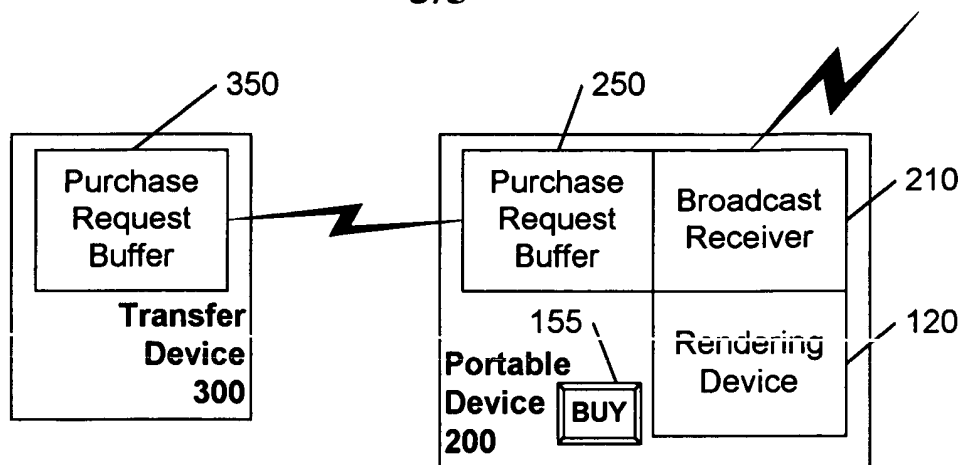 350
250
Purchase
Request
Buffer
Purchase
Request
Buffer
Broadcast
Receiver
210
Transfer
Device
300
155
Portable
Device
200
BUY
Rendering
Device
120